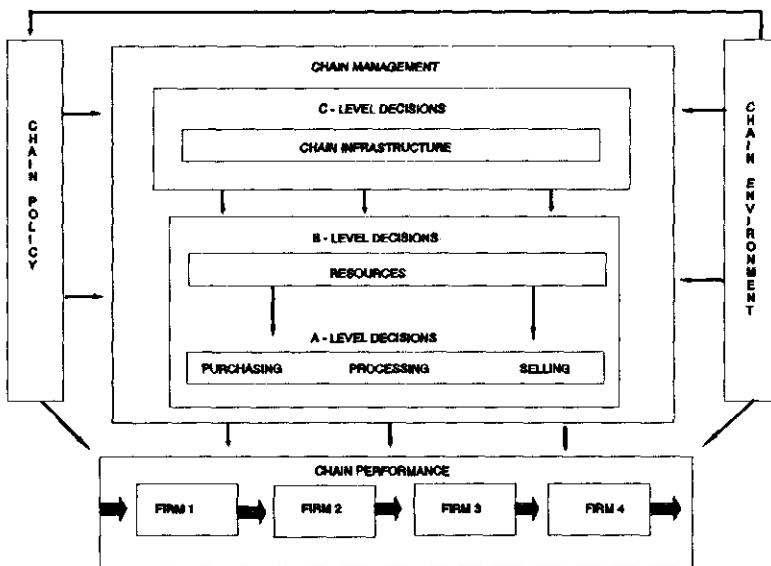 CHAIN MANAGEMENT
C - LEVEL DECISIONS
CHAIN INFRASTRUCTURE
CHAIN POLICY
CHAIN ENVIRONMENT
B - LEVEL DECISIONS
RESOURCES
A - LEVEL DECISIONS
PURCHASING PROCESSING SELLING
CHAIN PERFORMANCE
FIRM 1 FIRM 2 FIRM 3 FIRM 4